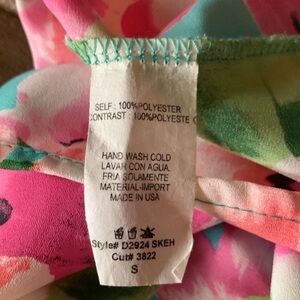 SELF : 100%POLYESTER
CONTRAST : 100%POLYESTE
HAND WASH COLD
LAVAR CON AGUA
FRIA SOLAMENTE
MATERIAL-IMPORT
MADE IN USA
Style# D2924 SKEH
Cut# 3822
S